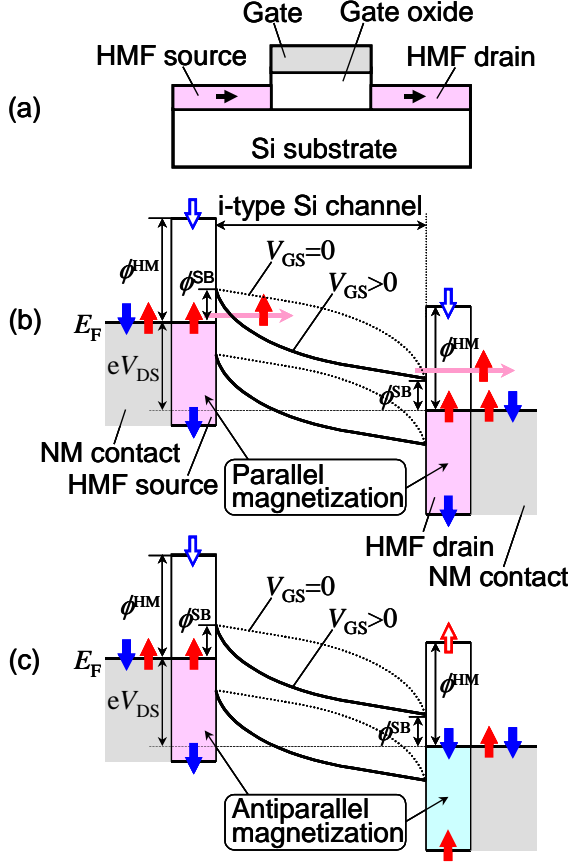 Gate
Gate oxide
HMF source
HMF drain
(a)
Si substrate
i-type Si channel
ϕHM
ϕSB
VGS=0
VGS>0
(b)
EF
ϕHM
eVDS
ϕSB
NM contact
HMF source
Parallel
magnetization
HMF drain
NM contact
ϕHM
ϕSB
VGS=0
VGS>0
(c)
EF
ϕHM
eVDS
ϕSB
Antiparallel
magnetization